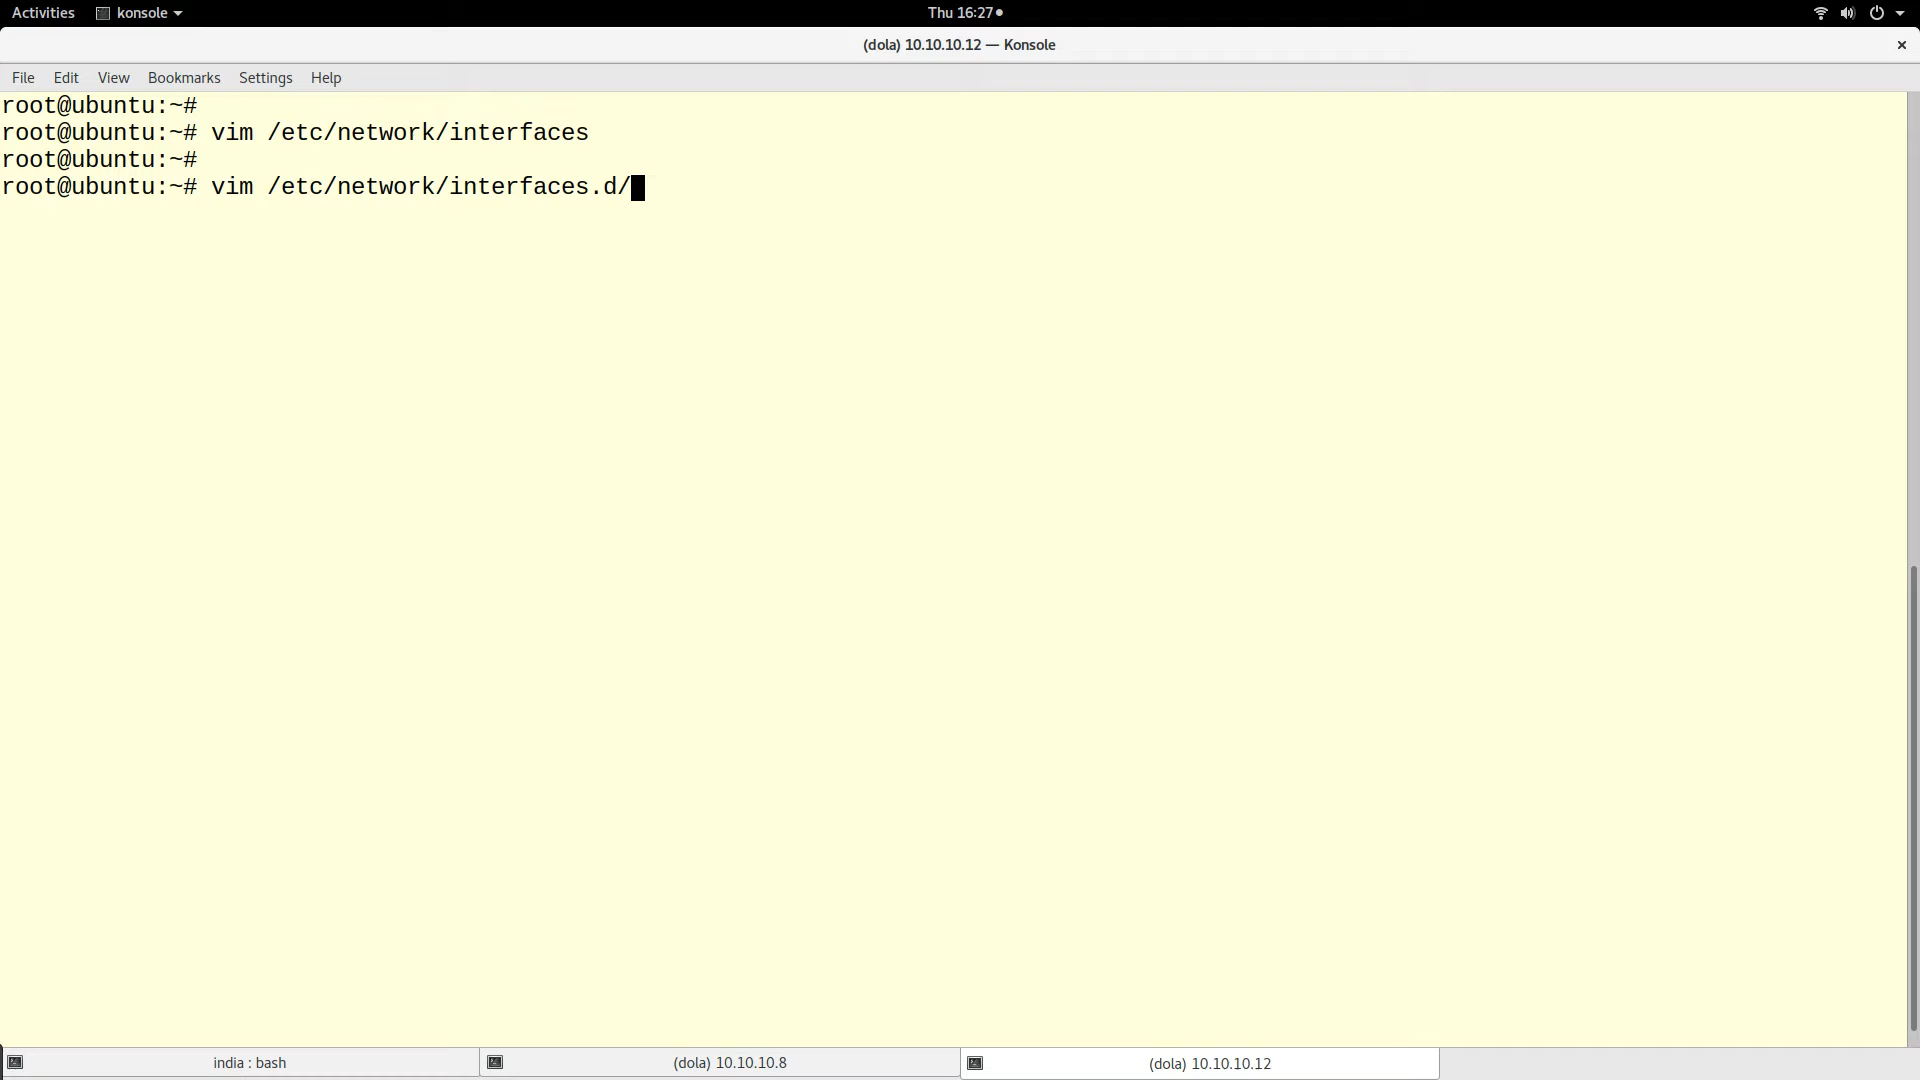 Activities konsole Thu 16:27
(dola) 10.10.10.12 — Konsole
File Edit View Bookmarks Settings Help
root@ubuntu:~#
root@ubuntu:~# vim /etc/network/interfaces
root@ubuntu:~#
root@ubuntu:~# vim /etc/network/interfaces.d/
india : bash (dola) 10.10.10.8 (dola) 10.10.10.12